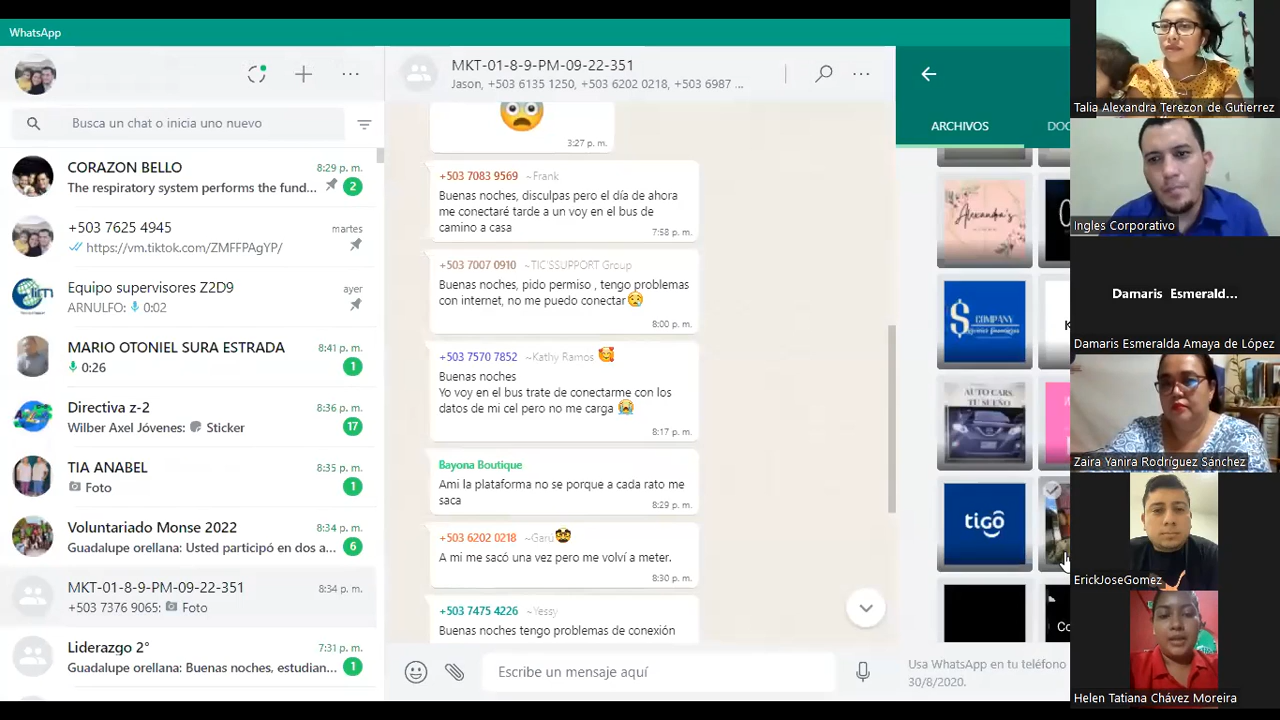 WhatsApp
Busca un chat o inicia uno nuevo
CORAZON BELLO
8:29 p. m.
The respiratory system performs the fund...
2
+503 7625 4945
martes
https://vm.tiktok.com/ZMFFPAgYP/
Equipo supervisores Z2D9
ayer
ARNULFO: 0:02
MARIO OTONIEL SURA ESTRADA
8:41 p. m.
0:26
1
Directiva z-2
8:36 p. m.
Wilber Axel Jóvenes: Sticker
17
TIA ANABEL
8:35 p. m.
Foto
1
Voluntariado Monse 2022
8:34 p. m.
Guadalupe orellana: Usted participó en dos a...
6
MKT-01-8-9-PM-09-22-351
8:34 p. m.
+503 7376 9065: Foto
Liderazgo 2°
7:31 p. m.
Guadalupe orellana: Buenas noches, estudian...
1
MKT-01-8-9-PM-09-22-351
Jason, +503 6135 1250, +503 6202 0218, +503 6987 ...
3:27 p. m.
+503 7083 9569 ~Frank
Buenas noches, disculpas pero el día de ahora
me conectaré tarde a un voy en el bus de
camino a casa
7:58 p. m.
+503 7007 0910 ~TIC'SSUPPORT Group
Buenas noches, pido permiso , tengo problemas
con internet, no me puedo conectar😥
8:00 p. m.
+503 7570 7852 ~Kathy Ramos 🥰
Buenas noches
Yo voy en el bus trate de conectarme con los
datos de mi cel pero no me carga 😭
8:17 p. m.
Bayona Boutique
Ami la plataforma no se porque a cada rato me
saca
8:29 p. m.
+503 6202 0218 ~Garu🤠
A mi me sacó una vez pero me volví a meter.
8:30 p. m.
+503 7475 4226 ~Yessy
Buenas noches tengo problemas de conexión
Escribe un mensaje aquí
ARCHIVOS
DOC
Alexandra's
$ COMPANY
AUTO CARS,
TU SUEÑO
tigo
Co
Usa WhatsApp en tu teléfono
30/8/2020.
Talia Alexandra Terezon de Gutierrez
Ingles Corporativo
Damaris Esmerald...
Damaris Esmeralda Amaya de López
Zaira Yanira Rodríguez Sánchez
ErickJoseGomez
Helen Tatiana Chávez Moreira